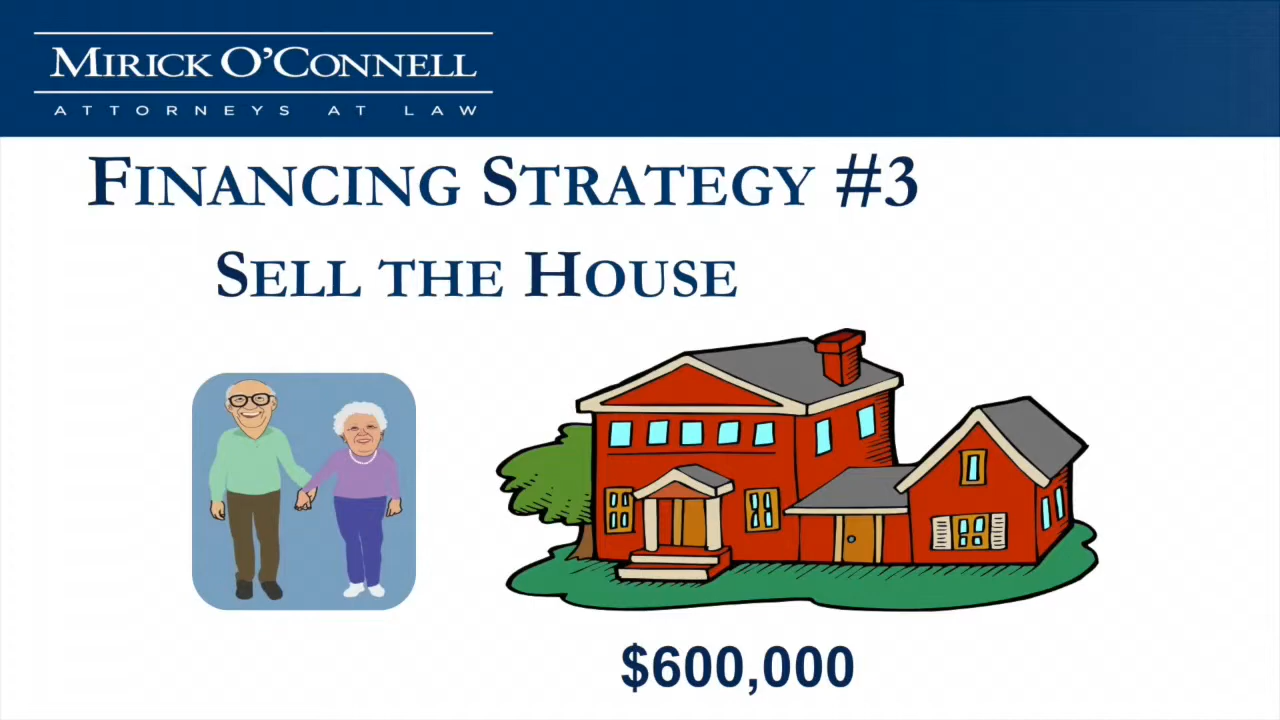 MIRICK O'CONNELL
ATTORNEYS AT LAW
FINANCING STRATEGY #3
SELL THE HOUSE
$600,000